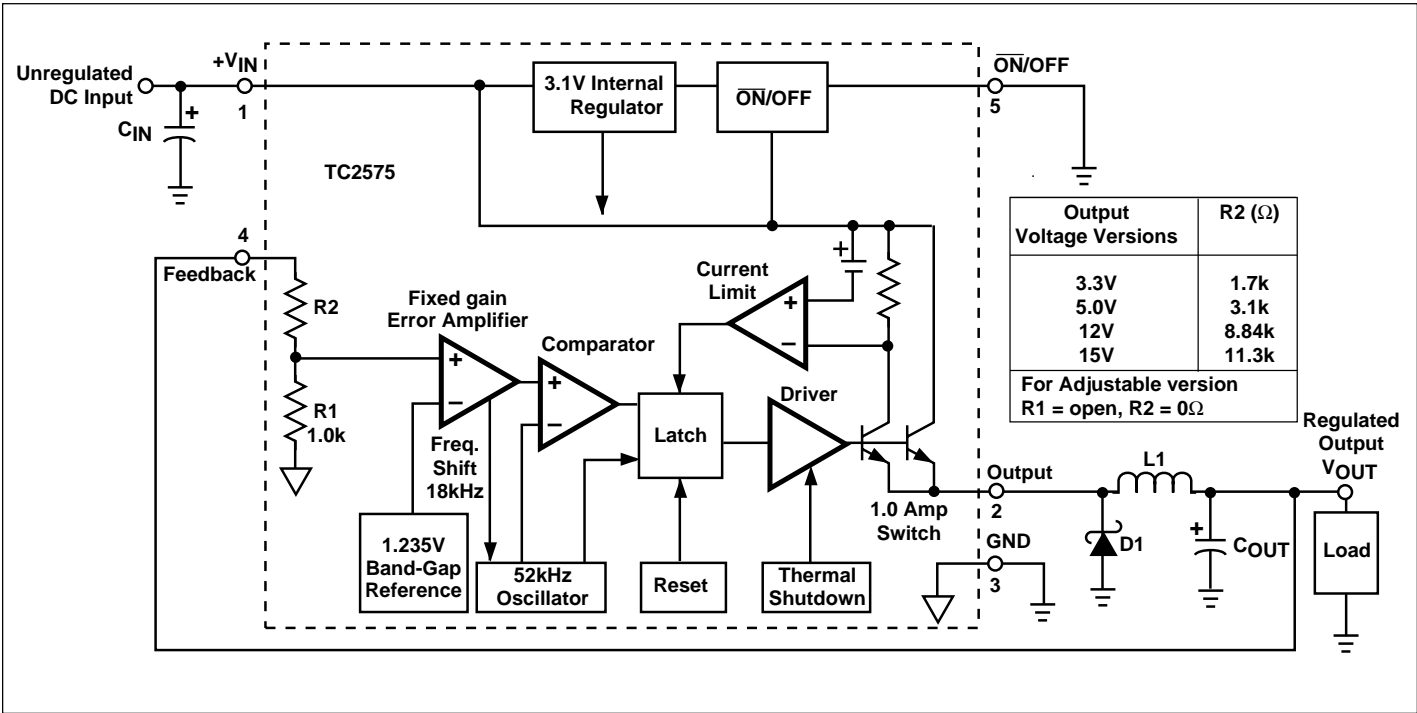 Unregulated
DC Input
+VIN
1
CIN
+
3.1V Internal
Regulator
ON/OFF
ON/OFF
5
TC2575
Output
Voltage Versions
R2 (Ω)
3.3V
1.7k
5.0V
3.1k
12V
8.84k
15V
11.3k
For Adjustable version
R1 = open, R2 = 0Ω
4
Feedback
R2
R1
1.0k
Fixed gain
Error Amplifier
+
–
Freq.
Shift
18kHz
Comparator
+
–
Current
Limit
+
+
–
Latch
Driver
1.0 Amp
Switch
1.235V
Band-Gap
Reference
52kHz
Oscillator
Reset
Thermal
Shutdown
Output
2
GND
3
L1
D1
+
COUT
Regulated
Output
VOUT
Load